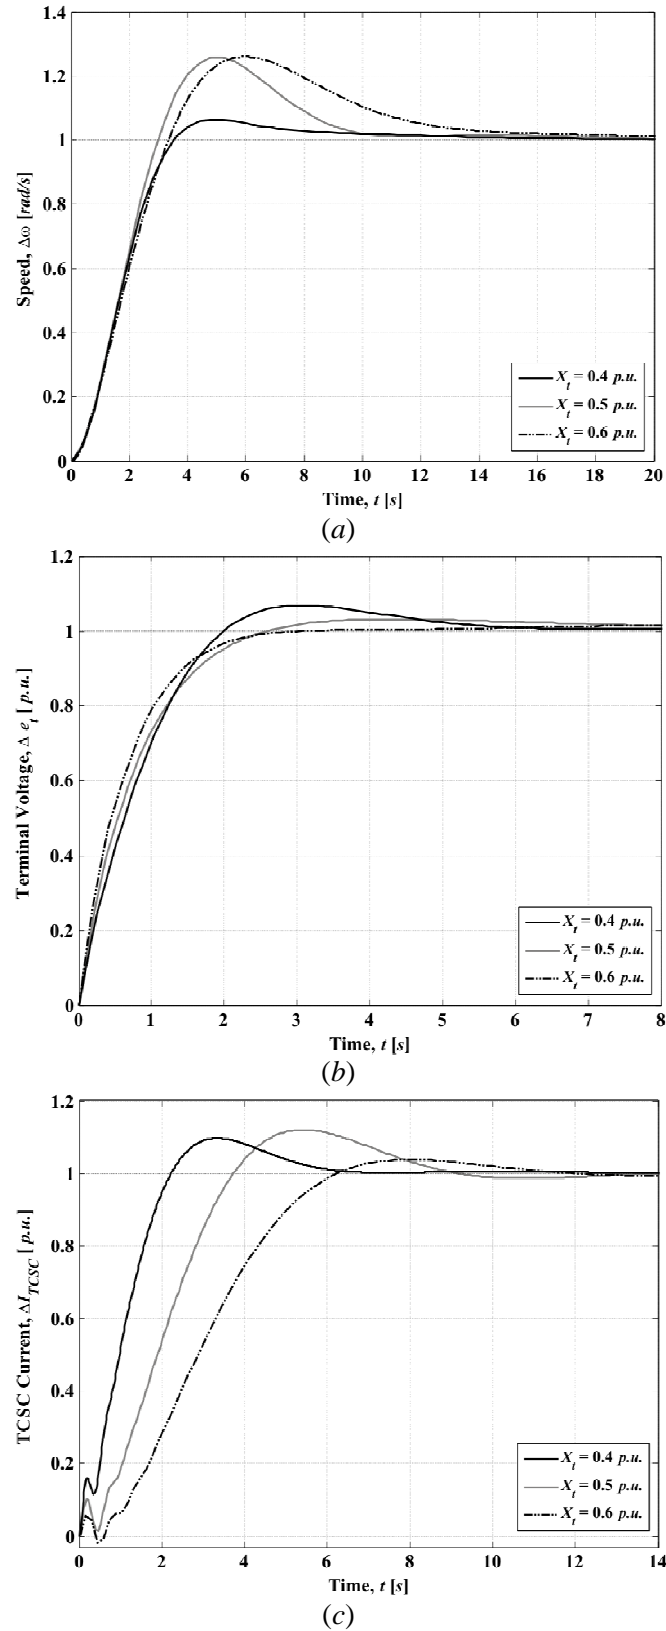 1.4
1.2
1
0.8
0.6
0.4
0.2
0
Speed, Δω [rad/s]
X_t = 0.4 p.u.
X_t = 0.5 p.u.
X_t = 0.6 p.u.
0 2 4 6 8 10 12 14 16 18 20
Time, t [s]
(a)
1.2
1
0.8
0.6
0.4
0.2
0
Terminal Voltage, Δ e_t [ p.u.]
X_t = 0.4 p.u.
X_t = 0.5 p.u.
X_t = 0.6 p.u.
0 1 2 3 4 5 6 7 8
Time, t [s]
(b)
1.2
1
0.8
0.6
0.4
0.2
0
TCSC Current, ΔI_TCSC [ p.u.]
X_t = 0.4 p.u.
X_t = 0.5 p.u.
X_t = 0.6 p.u.
0 2 4 6 8 10 12 14
Time, t [s]
(c)